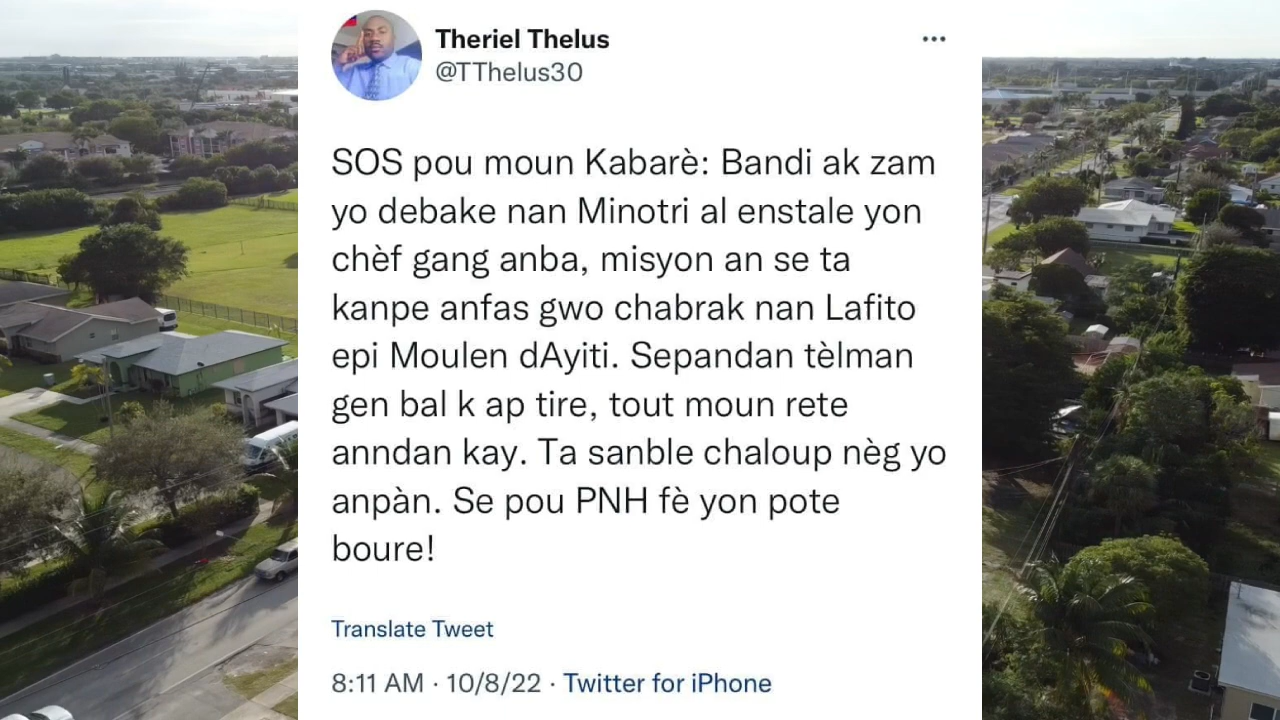 Theriel Thelus
@TThelus30
SOS pou moun Kabarè: Bandi ak zam
yo debake nan Minotri al enstale yon
chèf gang anba, misyon an se ta
kanpe anfas gwo chabrak nan Lafito
epi Moulen dAyiti. Sepandan tèlman
gen bal k ap tire, tout moun rete
anndan kay. Ta sanble chaloup nèg yo
anpàn. Se pou PNH fè yon pote
boure!
Translate Tweet
8:11 AM · 10/8/22 · Twitter for iPhone